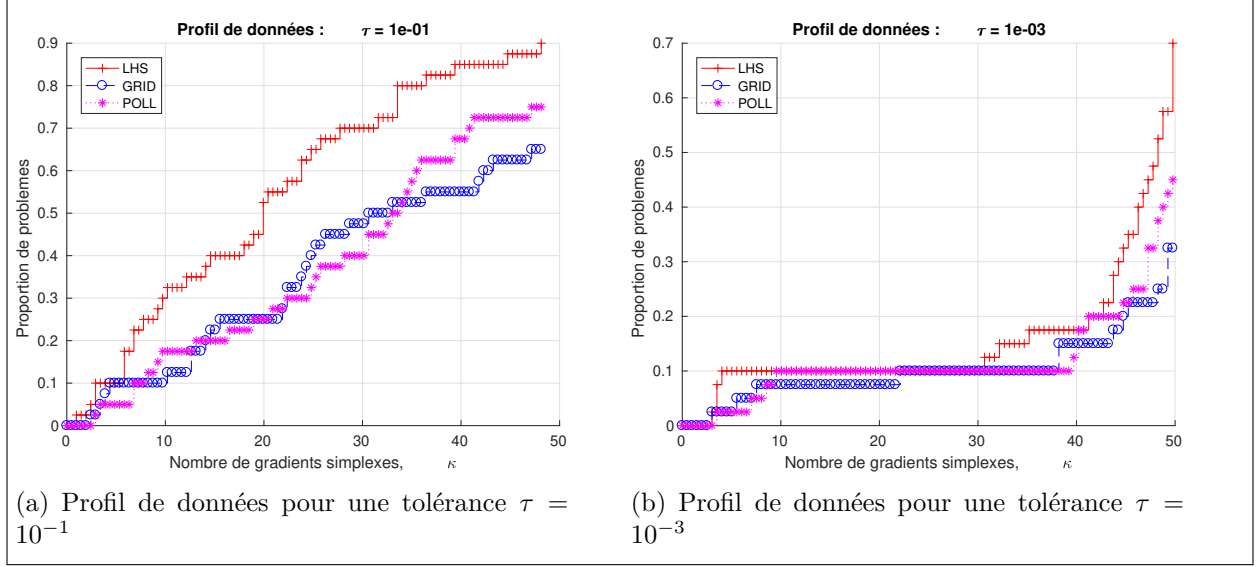 Profil de données : τ = 1e-01
0.9
0.8
0.7
0.6
0.5
0.4
0.3
0.2
0.1
0
Proportion de problemes
LHS
GRID
POLL
0 10 20 30 40 50
Nombre de gradients simplexes, κ
(a) Profil de données pour une tolérance τ =
10⁻¹
Profil de données : τ = 1e-03
0.7
0.6
0.5
0.4
0.3
0.2
0.1
0
Proportion de problemes
LHS
GRID
POLL
0 10 20 30 40 50
Nombre de gradients simplexes, κ
(b) Profil de données pour une tolérance τ =
10⁻³